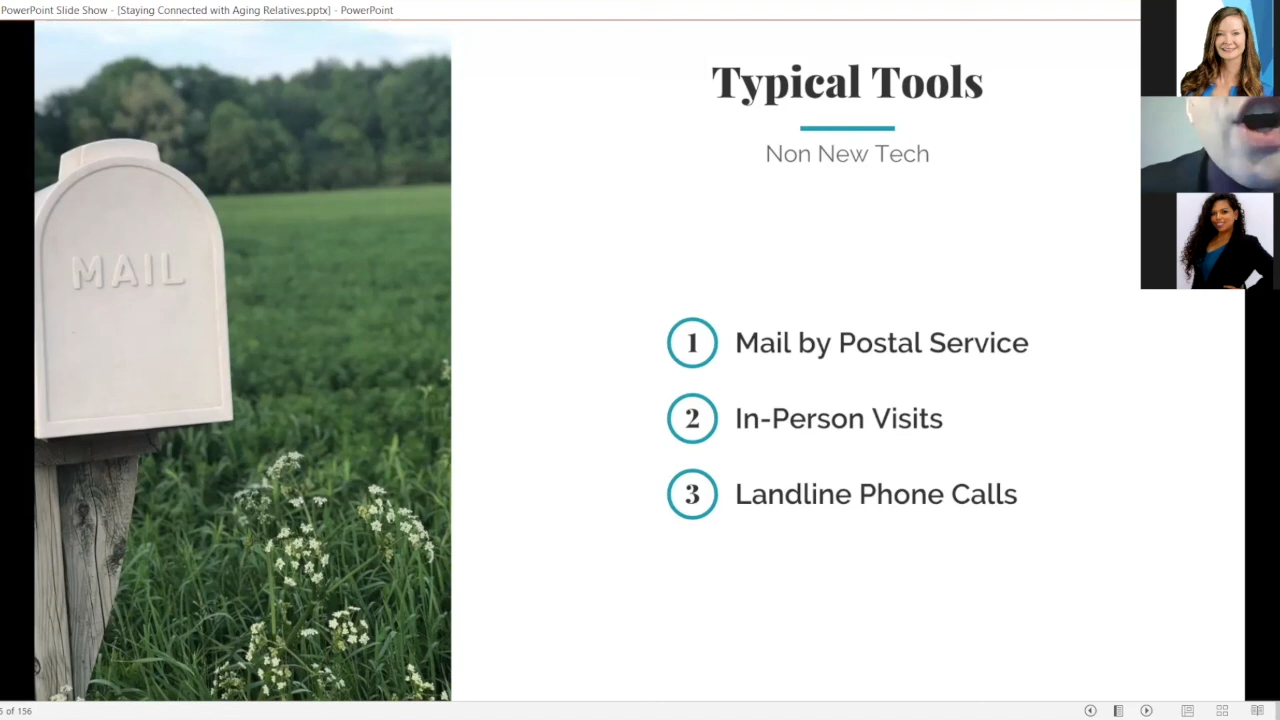 PowerPoint Slide Show - [Staying Connected with Aging Relatives.pptx] - PowerPoint
Typical Tools
Non New Tech
MAIL
1 Mail by Postal Service
2 In-Person Visits
3 Landline Phone Calls
of 156